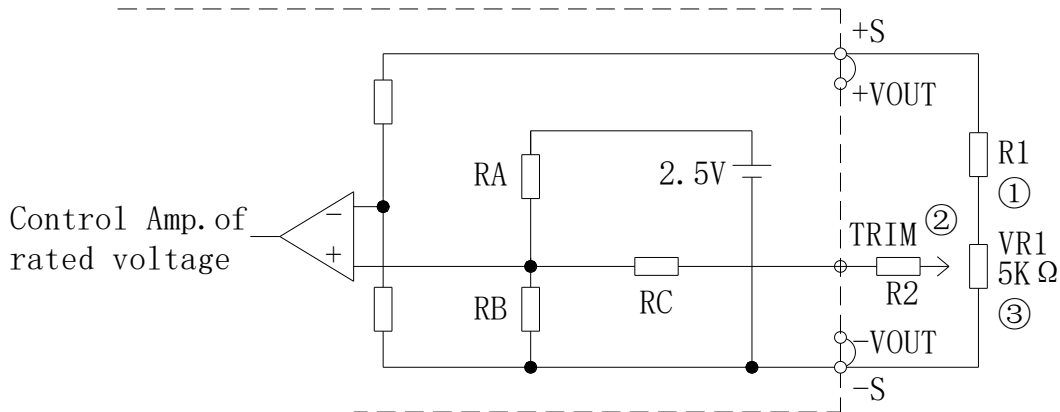 +S
+VOUT
R1
①
RA
2.5V
−
+
Control Amp.of
rated voltage
TRIM
②
VR1
5KΩ
③
RB
RC
R2
−VOUT
−S